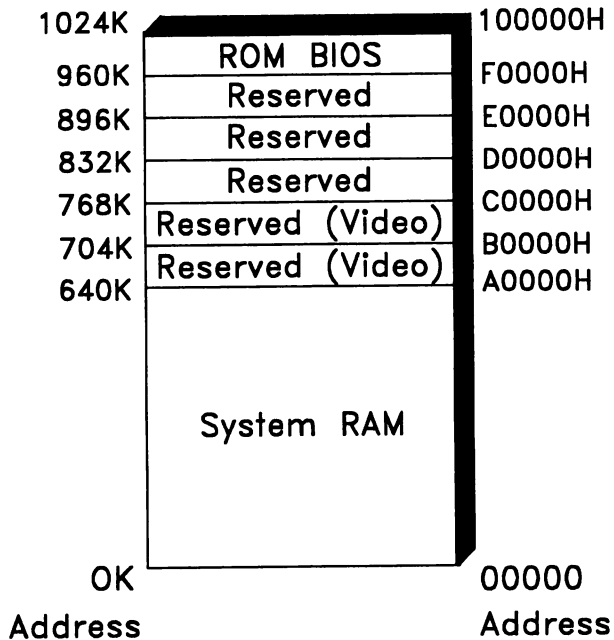 1024K 100000H
ROM BIOS
960K F0000H
Reserved
896K E0000H
Reserved
832K D0000H
Reserved
768K C0000H
Reserved (Video)
704K B0000H
Reserved (Video)
640K A0000H
System RAM
0K 00000
Address Address